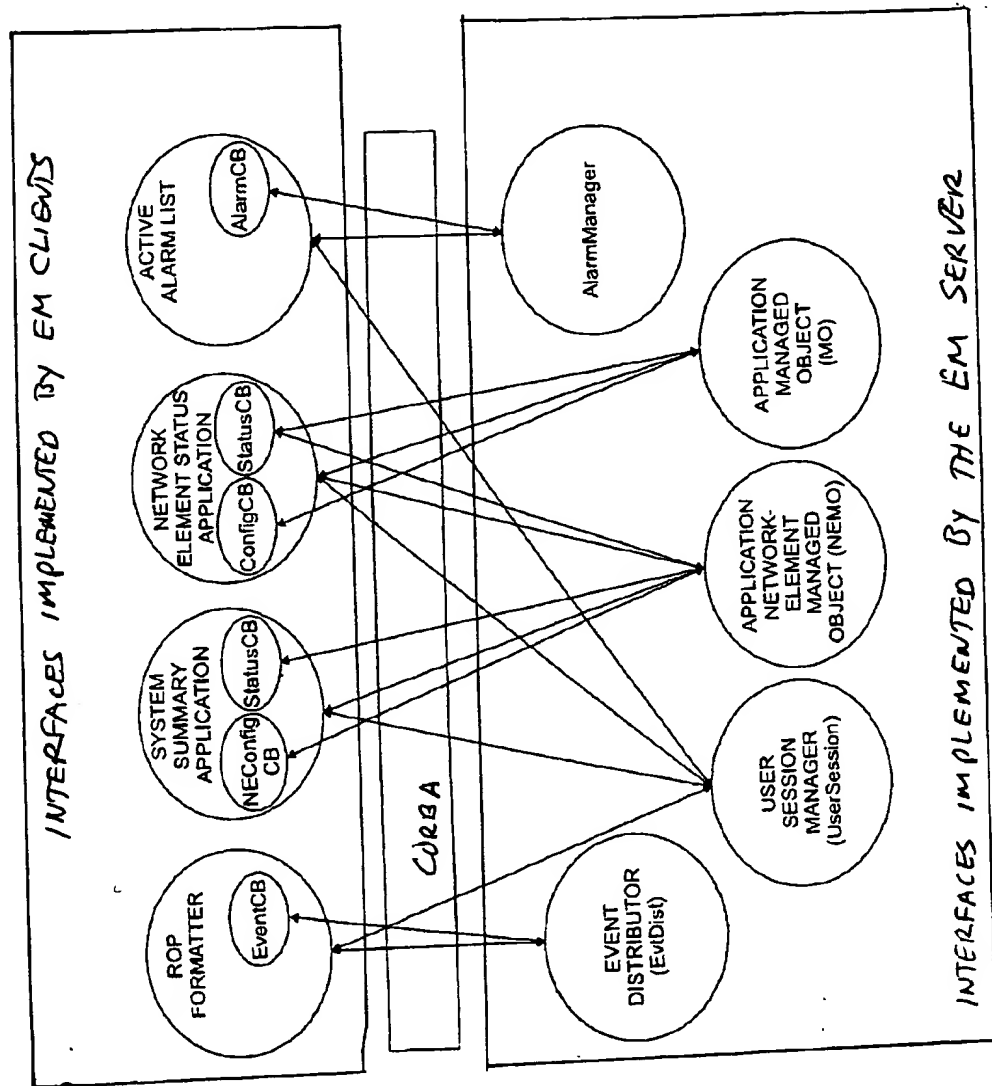 INTERFACES IMPLEMENTED BY EM CLIENTS
ROP
FORMATTER
EventCB
SYSTEM
SUMMARY
APPLICATION
NEConfig
CB
StatusCB
NETWORK
ELEMENT STATUS
APPLICATION
ConfigCB
StatusCB
ACTIVE
ALARM LIST
AlarmCB
CORBA
EVENT
DISTRIBUTOR
(EvtDist)
USER
SESSION
MANAGER
(UserSession)
APPLICATION
NETWORK-
ELEMENT
MANAGED
OBJECT (NEMO)
APPLICATION
MANAGED
OBJECT
(MO)
AlarmManager
INTERFACES IMPLEMENTED BY THE EM SERVER